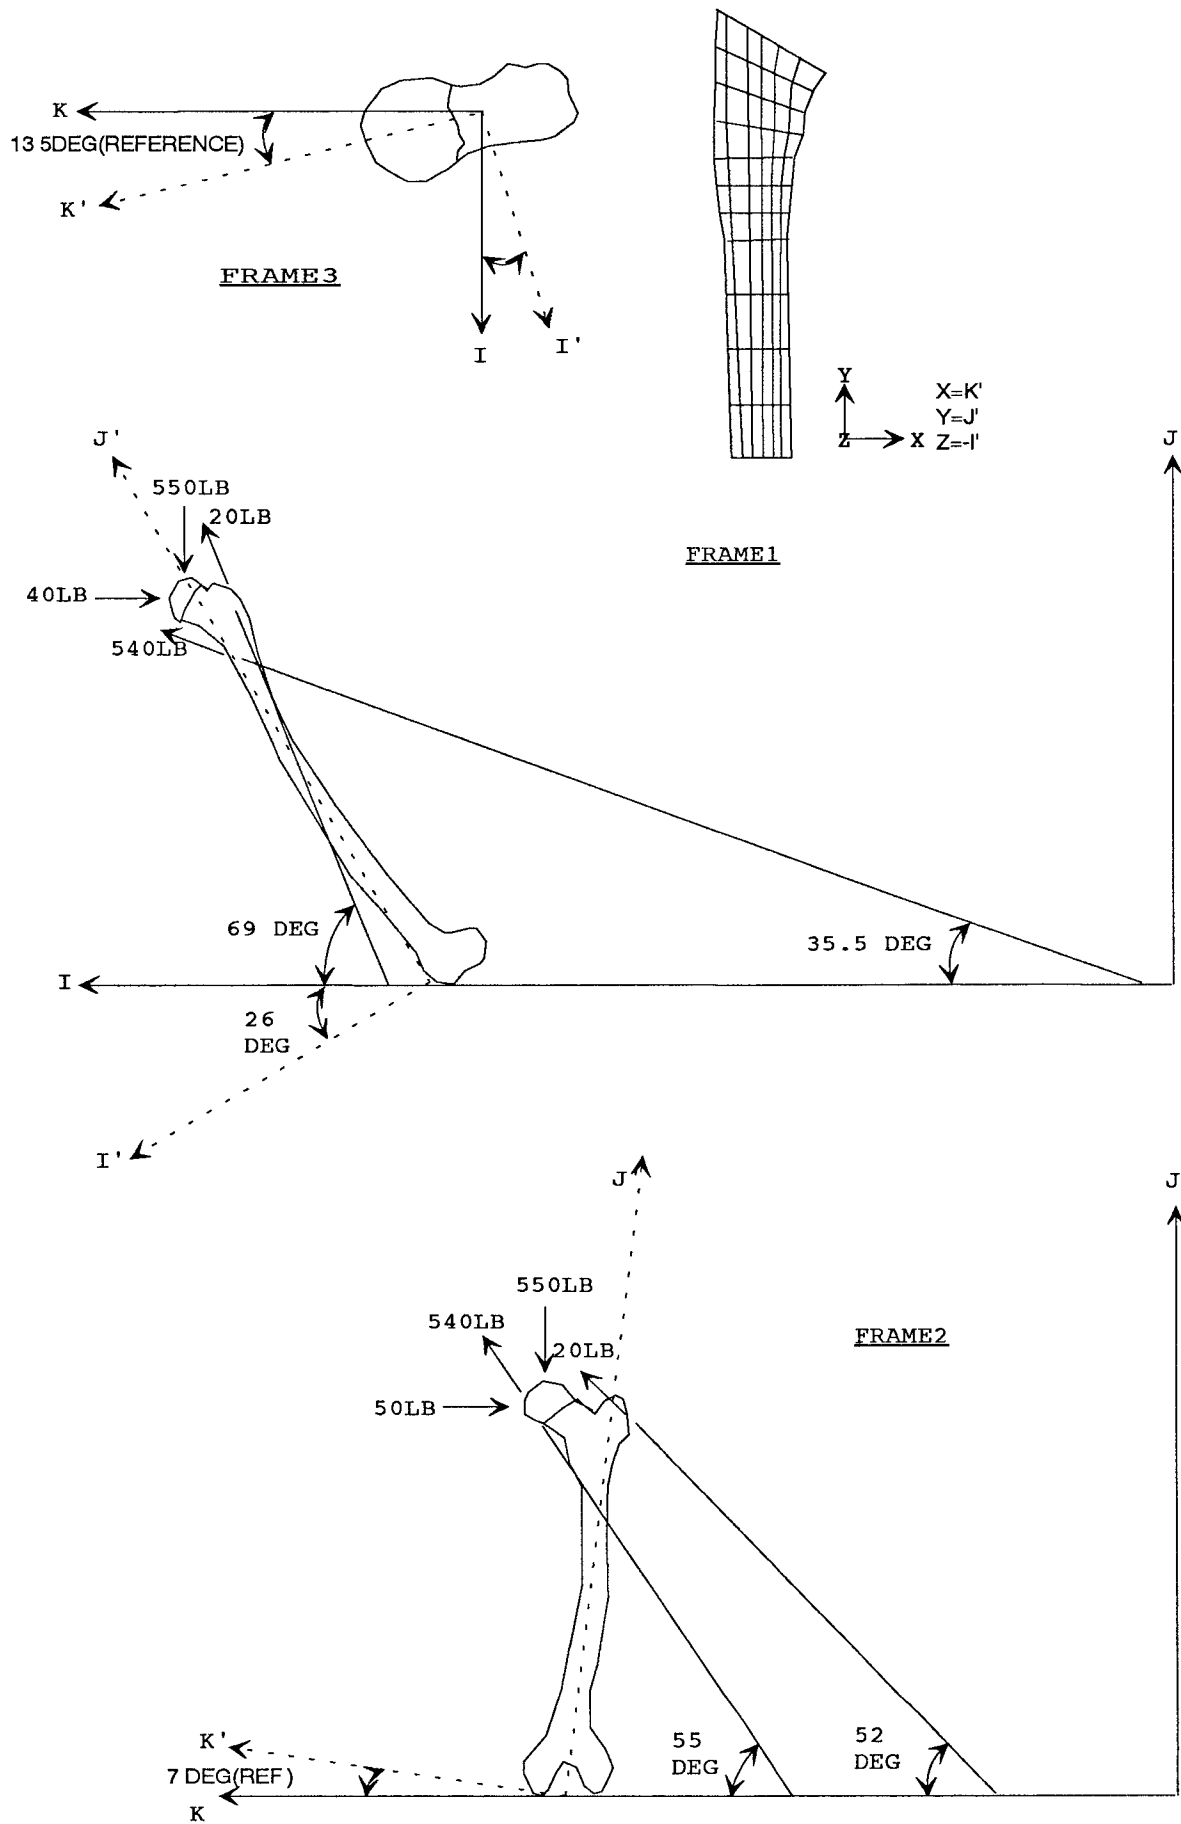 K
13 5DEG(REFERENCE)
K'
FRAME3
I
I'
Y
Z
X
X=K'
Y=J'
Z=-I'
J'
550LB
20LB
40LB
540LB
FRAME1
J
69 DEG
35.5 DEG
I
26
DEG
I'
J
J
550LB
540LB
20LB
50LB
FRAME2
K'
7 DEG(REF)
K
55
DEG
52
DEG